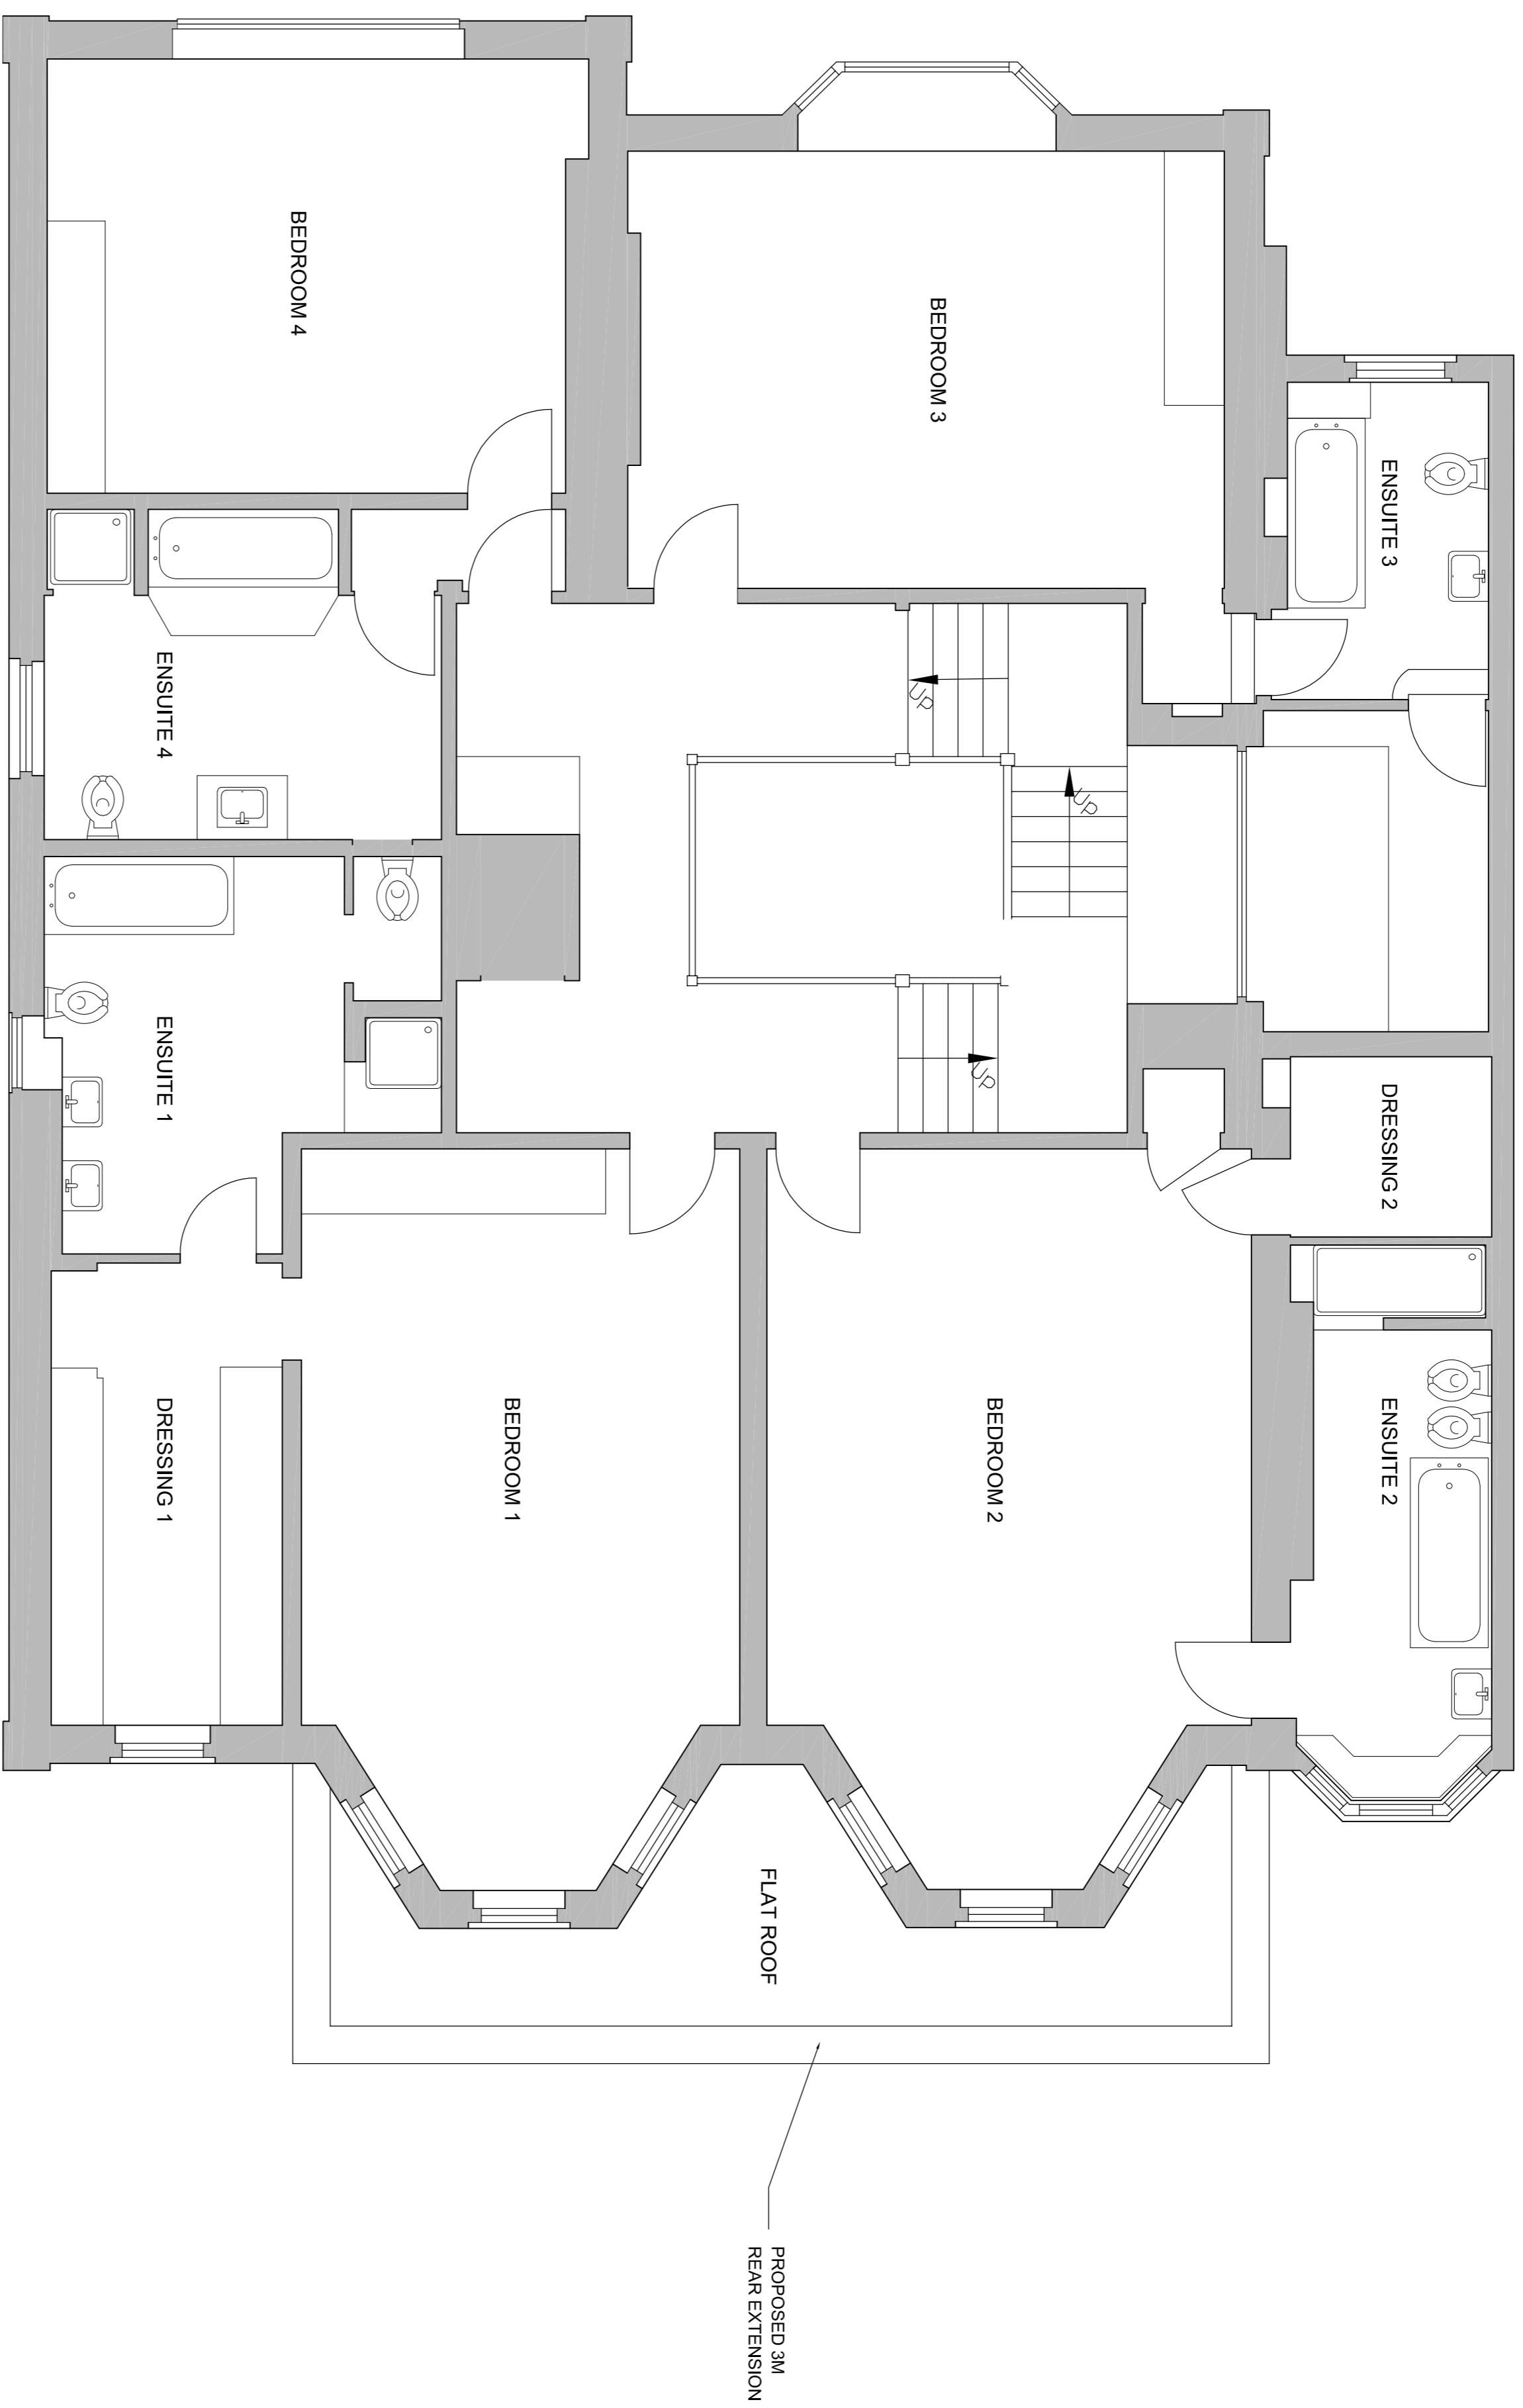 BEDROOM 4
BEDROOM 3
ENSUITE 3
UP
ENSUITE 4
UP
ENSUITE 1
UP
DRESSING 2
DRESSING 1
BEDROOM 1
BEDROOM 2
ENSUITE 2
FLAT ROOF
PROPOSED 3M
REAR EXTENSION